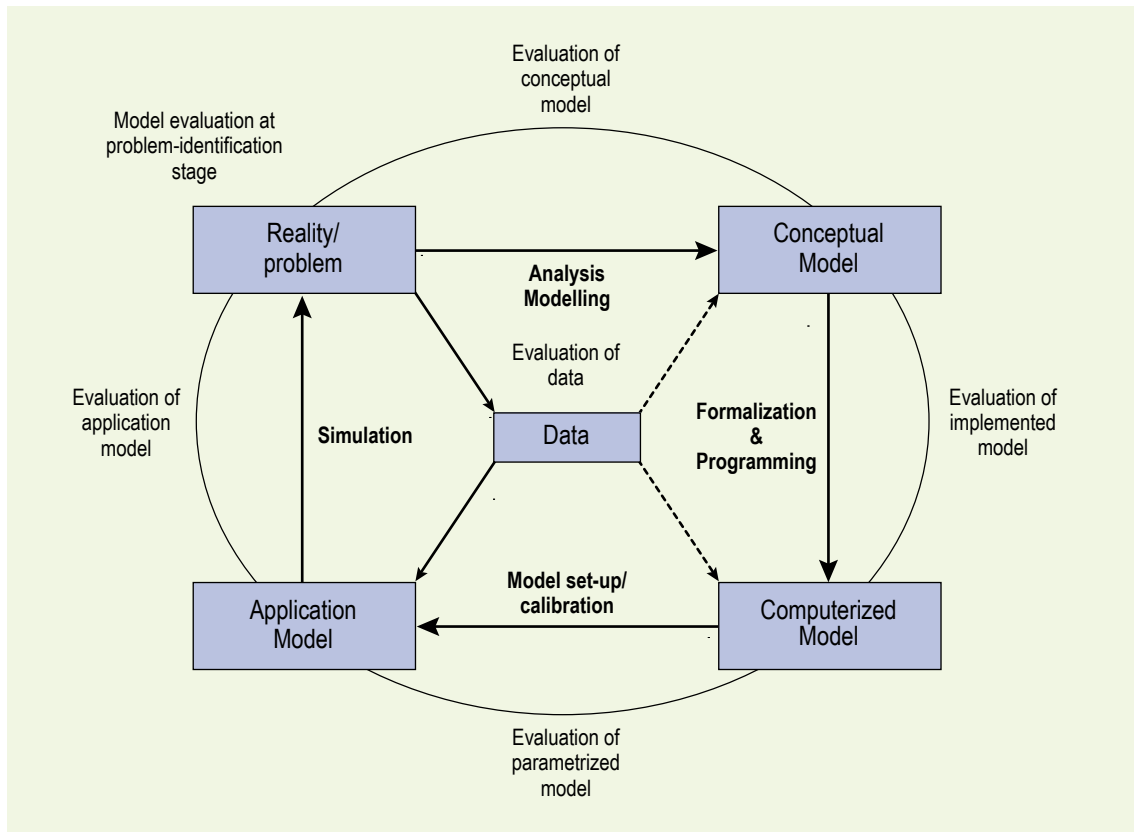 Evaluation of
conceptual
model
Model evaluation at
problem-identification
stage
Reality/
problem
Conceptual
Model
Analysis
Modelling
Evaluation of
data
Data
Evaluation of
application
model
Simulation
Formalization
&
Programming
Evaluation of
implemented
model
Model set-up/
calibration
Application
Model
Computerized
Model
Evaluation of
parametrized
model